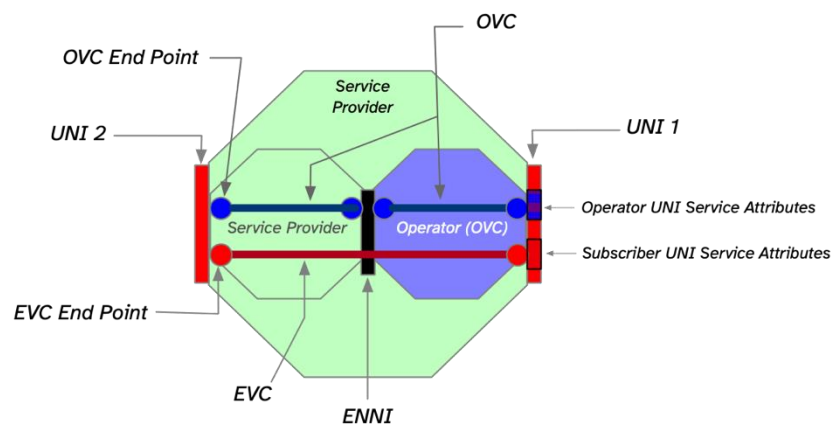 OVC
OVC End Point
Service
Provider
UNI 2
UNI 1
Operator UNI Service Attributes
Service Provider
Operator (OVC)
Subscriber UNI Service Attributes
EVC End Point
EVC
ENNI